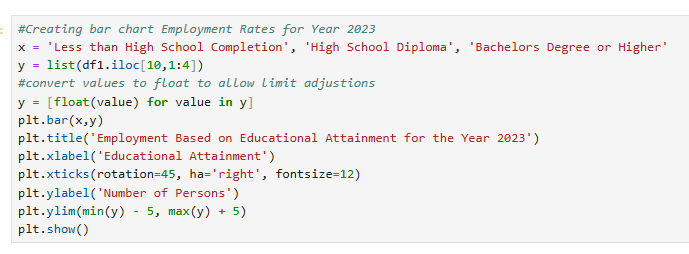 #Creating bar chart Employment Rates for Year 2023
x = 'Less than High School Completion', 'High School Diploma', 'Bachelors Degree or Higher'
y = list(df1.iloc[10,1:4])
#convert values to float to allow limit adjustions
y = [float(value) for value in y]
plt.bar(x,y)
plt.title('Employment Based on Educational Attainment for the Year 2023')
plt.xlabel('Educational Attainment')
plt.xticks(rotation=45, ha='right', fontsize=12)
plt.ylabel('Number of Persons')
plt.ylim(min(y) - 5, max(y) + 5)
plt.show()